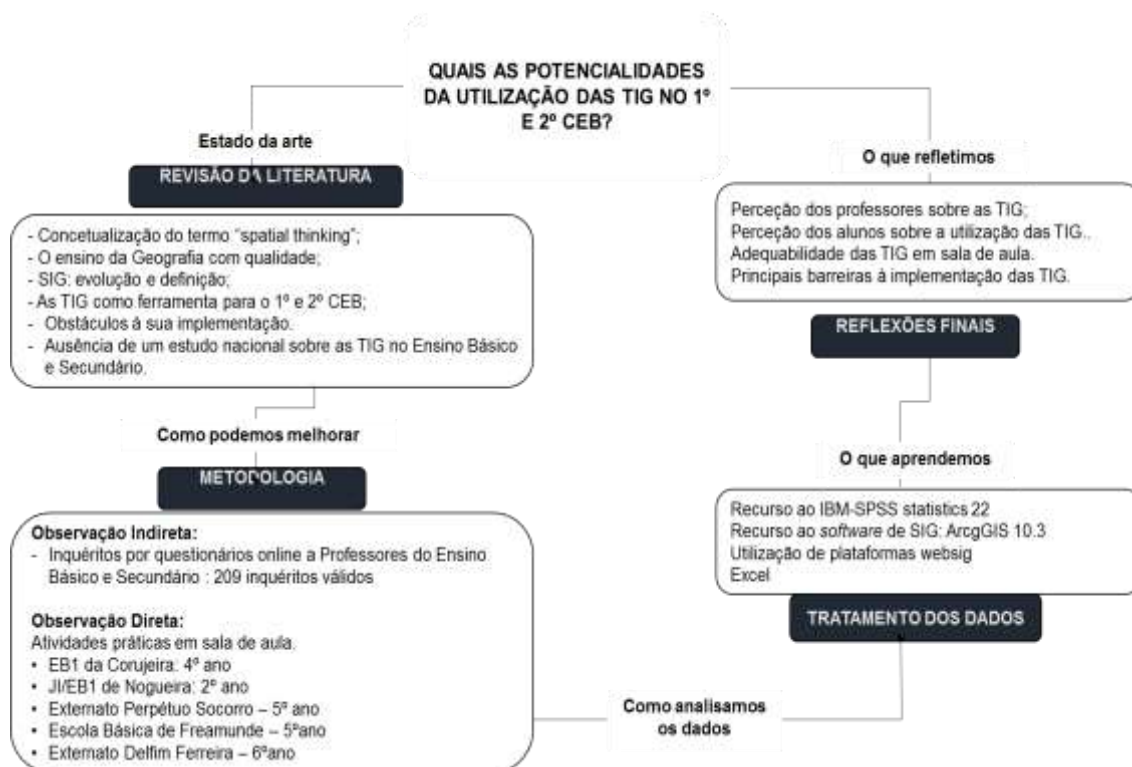 QUAIS AS POTENCIALIDADES
DA UTILIZAÇÃO DAS TIG NO 1º
E 2º CEB?
Estado da arte
REVISÃO DA LITERATURA
- Concetualização do termo “spatial thinking”;
- O ensino da Geografia com qualidade;
- SIG: evolução e definição;
- As TIG como ferramenta para o 1º e 2º CEB;
- Obstáculos à sua implementação.
- Ausência de um estudo nacional sobre as TIG no Ensino Básico
e Secundário.
Como podemos melhorar
METODOLOGIA
Observação Indireta:
- Inquéritos por questionários online a Professores do Ensino
Básico e Secundário : 209 inquéritos válidos
Observação Direta:
Atividades práticas em sala de aula.
• EB1 da Corujeira: 4º ano
• JI/EB1 de Nogueira: 2º ano
• Externato Perpétuo Socorro – 5º ano
• Escola Básica de Freamunde – 5ºano
• Externato Delfim Ferreira – 6ºano
Como analisamos
os dados
O que refletimos
Perceção dos professores sobre as TIG;
Perceção dos alunos sobre a utilização das TIG..
Adequabilidade das TIG em sala de aula.
Principais barreiras à implementação das TIG.
REFLEXÕES FINAIS
O que aprendemos
Recurso ao IBM-SPSS statistics 22
Recurso ao software de SIG: ArcgGIS 10.3
Utilização de plataformas websig
Excel
TRATAMENTO DOS DADOS